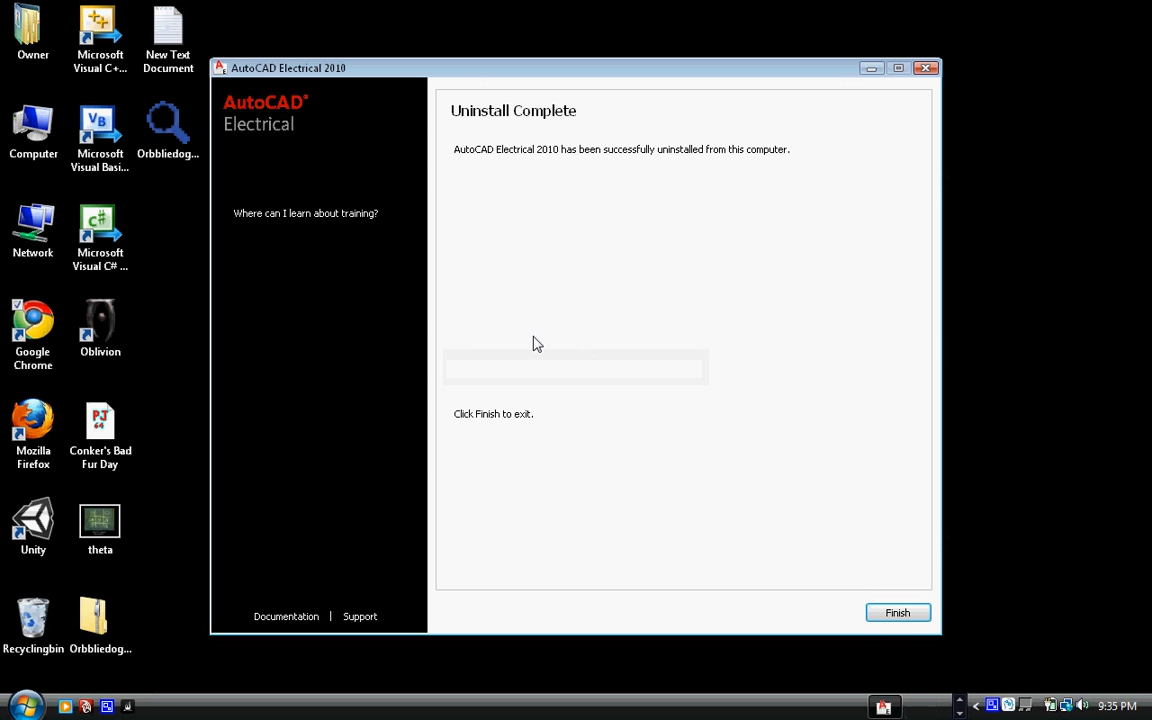 Owner
Microsoft
Visual C+...
New Text
Document
Computer
Microsoft
Visual Basi...
Orbbliedog...
Network
Microsoft
Visual C# ...
Google
Chrome
Oblivion
Mozilla
Firefox
Conker's Bad
Fur Day
Unity
theta
Recyclingbin
Orbbliedog...
AutoCAD Electrical 2010
AutoCAD®
Electrical
Where can I learn about training?
Documentation | Support
Uninstall Complete
AutoCAD Electrical 2010 has been successfully uninstalled from this computer.
Click Finish to exit.
Finish
9:35 PM